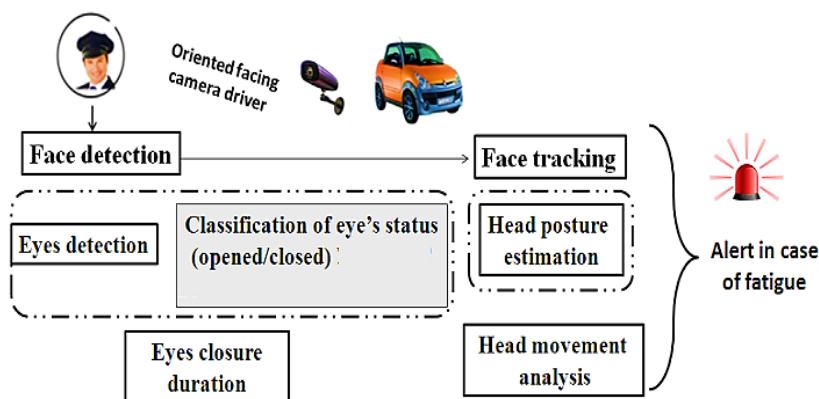 Oriented facing
camera driver
Face detection
Face tracking
Eyes detection
Classification of eye's status
(opened/closed)
Head posture
estimation
Alert in case
of fatigue
Eyes closure
duration
Head movement
analysis